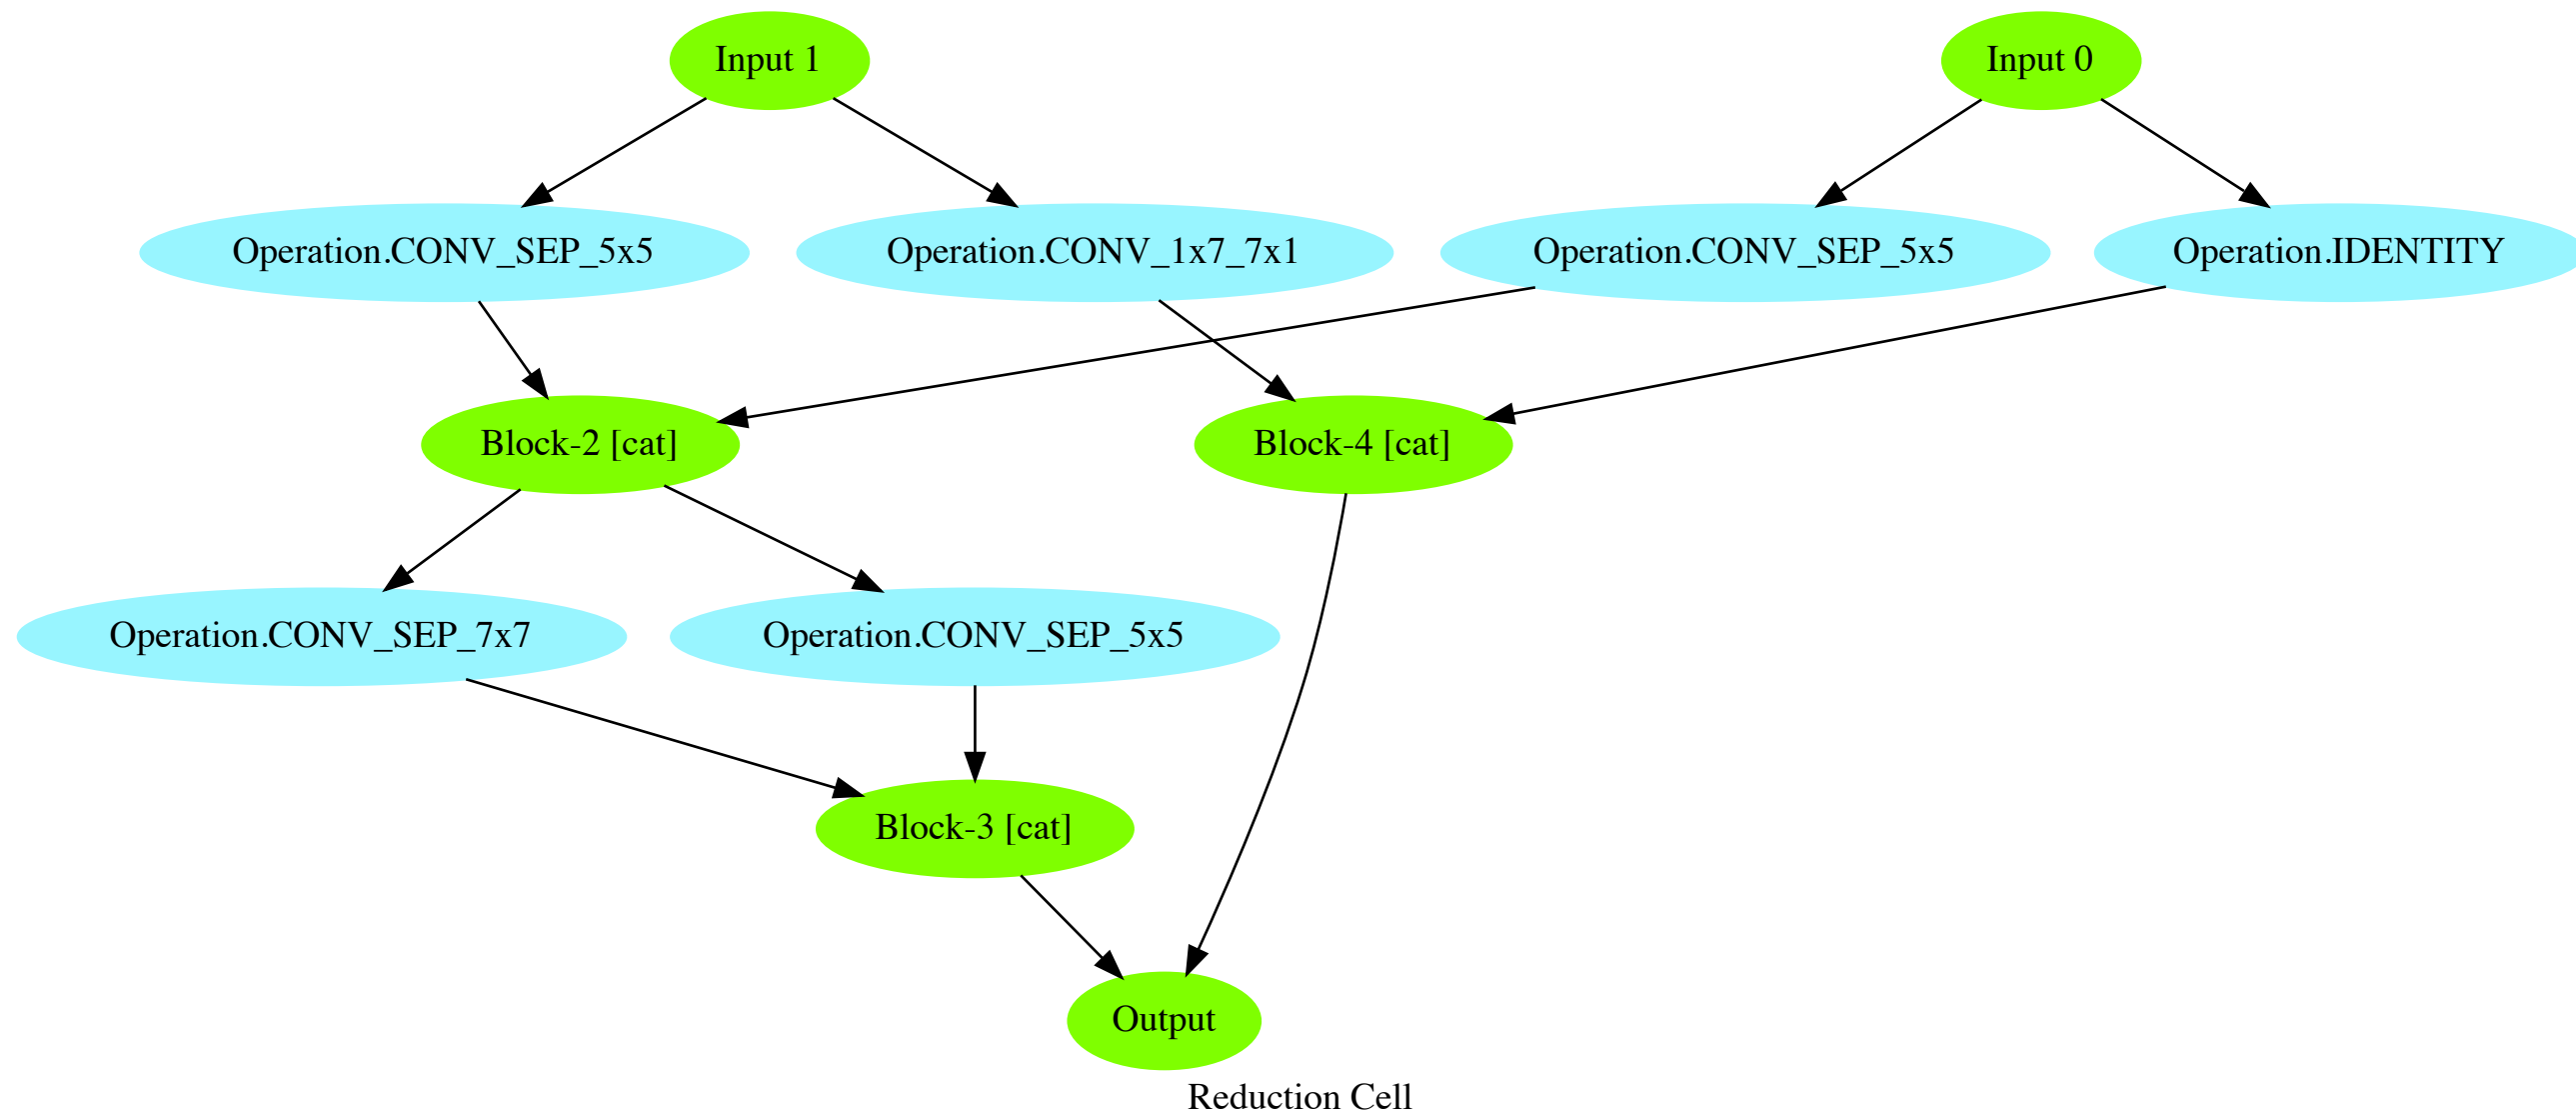 Input 1
Input 0
Operation.CONV_SEP_5x5
Operation.CONV_1x7_7x1
Operation.CONV_SEP_5x5
Operation.IDENTITY
Block-2 [cat]
Block-4 [cat]
Operation.CONV_SEP_7x7
Operation.CONV_SEP_5x5
Block-3 [cat]
Output
Reduction Cell